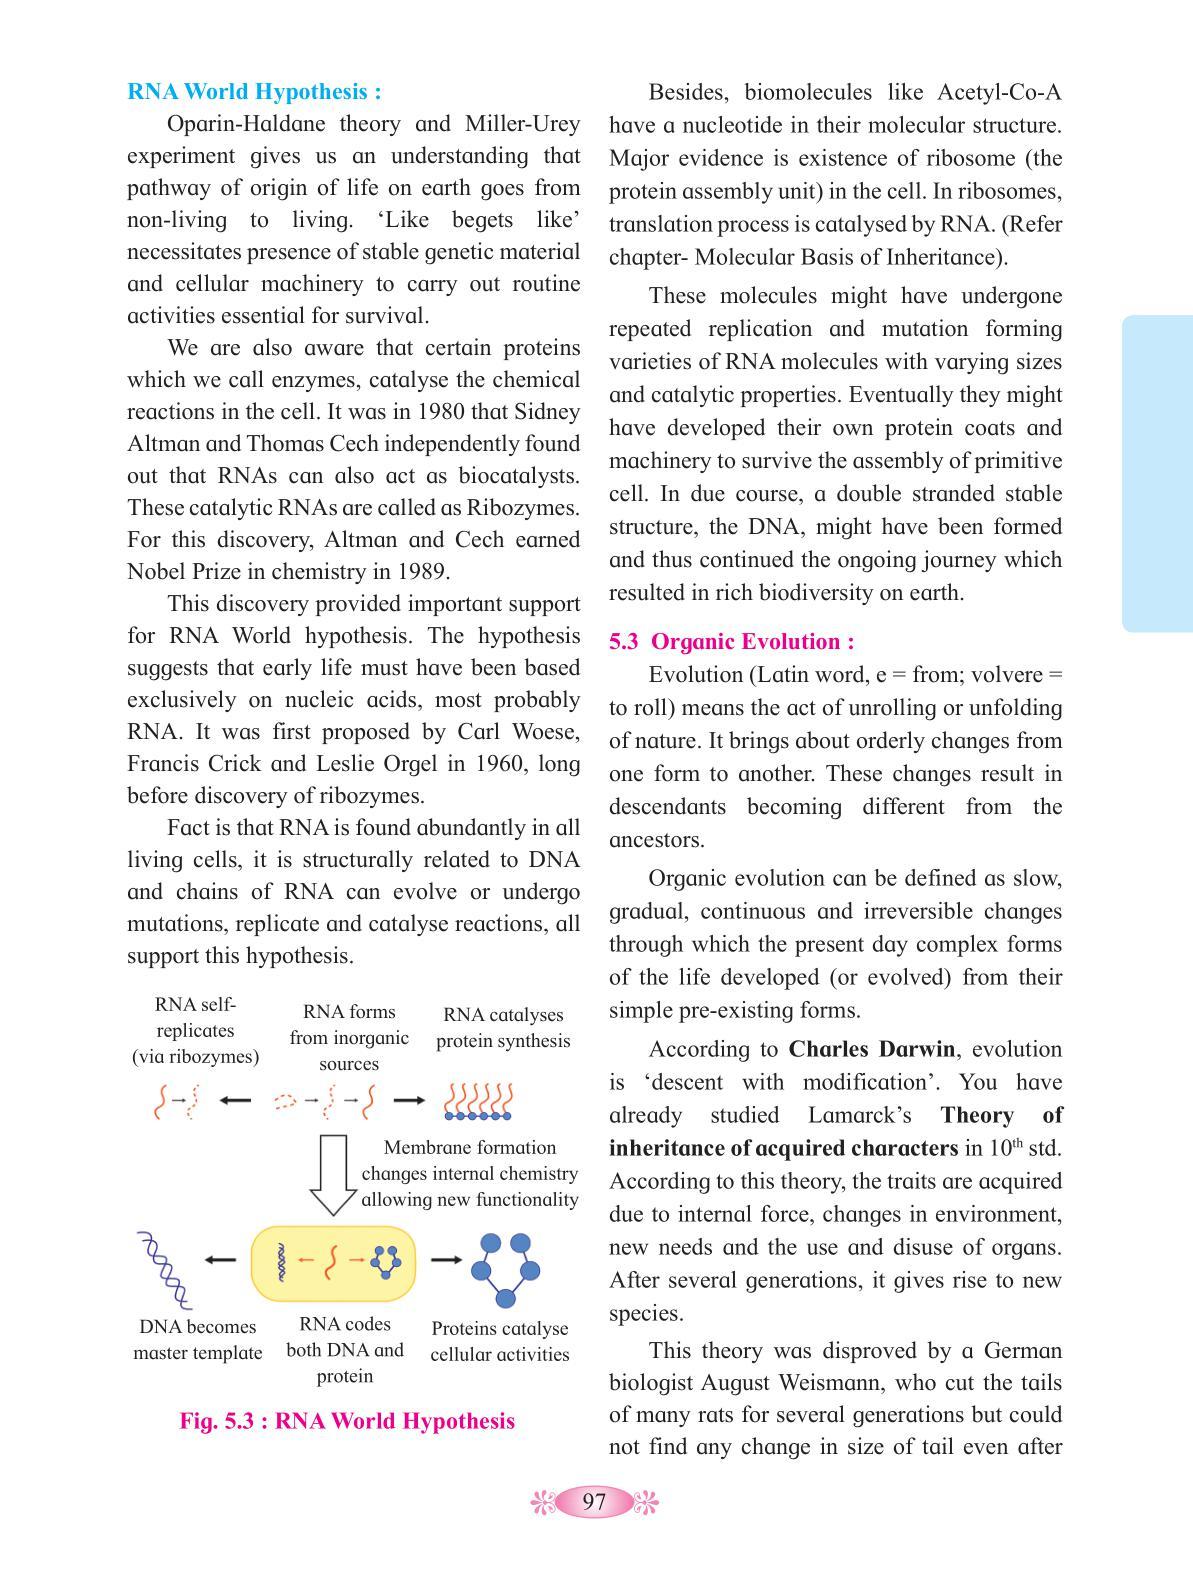 RNA World Hypothesis :
Oparin-Haldane theory and Miller-Urey
experiment gives us an understanding that
pathway of origin of life on earth goes from
non-living to living. ‘Like begets like’
necessitates presence of stable genetic material
and cellular machinery to carry out routine
activities essential for survival.
We are also aware that certain proteins
which we call enzymes, catalyse the chemical
reactions in the cell. It was in 1980 that Sidney
Altman and Thomas Cech independently found
out that RNAs can also act as biocatalysts.
These catalytic RNAs are called as Ribozymes.
For this discovery, Altman and Cech earned
Nobel Prize in chemistry in 1989.
This discovery provided important support
for RNA World hypothesis. The hypothesis
suggests that early life must have been based
exclusively on nucleic acids, most probably
RNA. It was first proposed by Carl Woese,
Francis Crick and Leslie Orgel in 1960, long
before discovery of ribozymes.
Fact is that RNA is found abundantly in all
living cells, it is structurally related to DNA
and chains of RNA can evolve or undergo
mutations, replicate and catalyse reactions, all
support this hypothesis.
RNA self-
replicates
(via ribozymes)
RNA forms
from inorganic
sources
RNA catalyses
protein synthesis
Membrane formation
changes internal chemistry
allowing new functionality
DNA becomes
master template
RNA codes
both DNA and
protein
Proteins catalyse
cellular activities
Fig. 5.3 : RNA World Hypothesis
Besides, biomolecules like Acetyl-Co-A
have a nucleotide in their molecular structure.
Major evidence is existence of ribosome (the
protein assembly unit) in the cell. In ribosomes,
translation process is catalysed by RNA. (Refer
chapter- Molecular Basis of Inheritance).
These molecules might have undergone
repeated replication and mutation forming
varieties of RNA molecules with varying sizes
and catalytic properties. Eventually they might
have developed their own protein coats and
machinery to survive the assembly of primitive
cell. In due course, a double stranded stable
structure, the DNA, might have been formed
and thus continued the ongoing journey which
resulted in rich biodiversity on earth.
5.3 Organic Evolution :
Evolution (Latin word, e = from; volvere =
to roll) means the act of unrolling or unfolding
of nature. It brings about orderly changes from
one form to another. These changes result in
descendants becoming different from the
ancestors.
Organic evolution can be defined as slow,
gradual, continuous and irreversible changes
through which the present day complex forms
of the life developed (or evolved) from their
simple pre-existing forms.
According to Charles Darwin, evolution
is ‘descent with modification’. You have
already studied Lamarck’s Theory of
inheritance of acquired characters in 10th std.
According to this theory, the traits are acquired
due to internal force, changes in environment,
new needs and the use and disuse of organs.
After several generations, it gives rise to new
species.
This theory was disproved by a German
biologist August Weismann, who cut the tails
of many rats for several generations but could
not find any change in size of tail even after
97